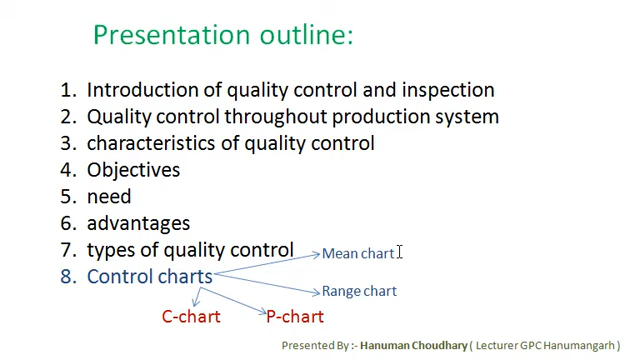 Presentation outline:
1. Introduction of quality control and inspection
2. Quality control throughout production system
3. characteristics of quality control
4. Objectives
5. need
6. advantages
7. types of quality control
Mean chart
8. Control charts
Range chart
C-chart P-chart
Presented By :- Hanuman Choudhary ( Lecturer GPC Hanumangarh )